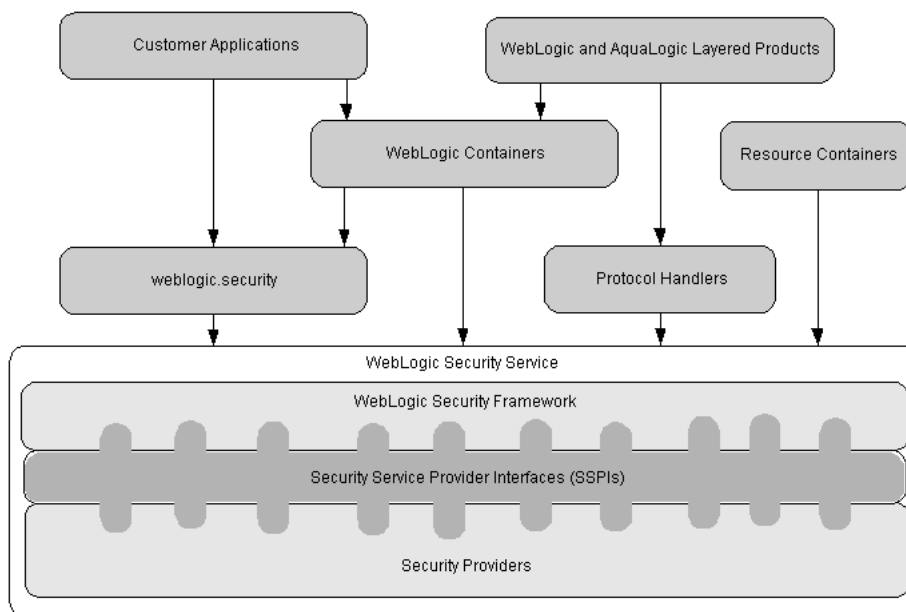 Customer Applications
WebLogic and AquaLogic Layered Products
WebLogic Containers
Resource Containers
weblogic.security
Protocol Handlers
WebLogic Security Service
WebLogic Security Framework
Security Service Provider Interfaces (SSPIs)
Security Providers